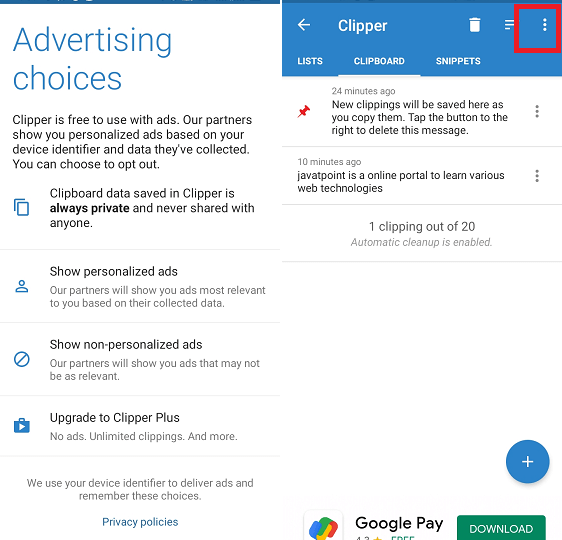 Advertising
choices
Clipper is free to use with ads. Our partners
show you personalized ads based on your
device identifier and data they've collected.
You can choose to opt out.
Clipboard data saved in Clipper is
always private and never shared with
anyone.
Show personalized ads
Our partners will show you ads most relevant
to you based on their collected data.
Show non-personalized ads
Our partners will show you ads that may not
be as relevant.
Upgrade to Clipper Plus
No ads. Unlimited clippings. And more.
We use your device identifier to deliver ads and
remember these choices.
Privacy policies
Clipper
LISTS CLIPBOARD SNIPPETS
24 minutes ago
New clippings will be saved here as
you copy them. Tap the button to the
right to delete this message.
10 minutes ago
javatpoint is a online portal to learn various
web technologies
1 clipping out of 20
Automatic cleanup is enabled.
Google Pay
DOWNLOAD
4.3 FREE